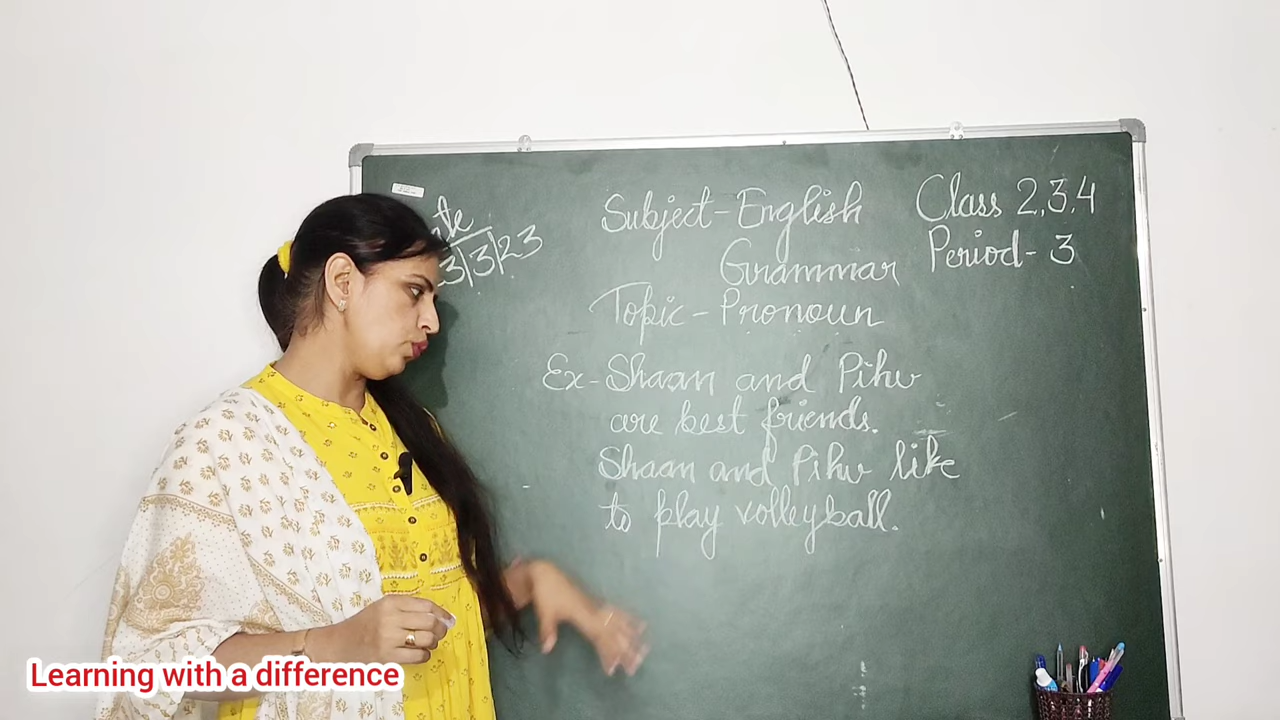 Subject-English Class 2,3,4
Grammar Period-3
3|3|23
Topic-Pronoun
Ex-Shaan and Pihu
are best friends.
Shaan and Pihu like
to play volleyball.
Learning with a difference